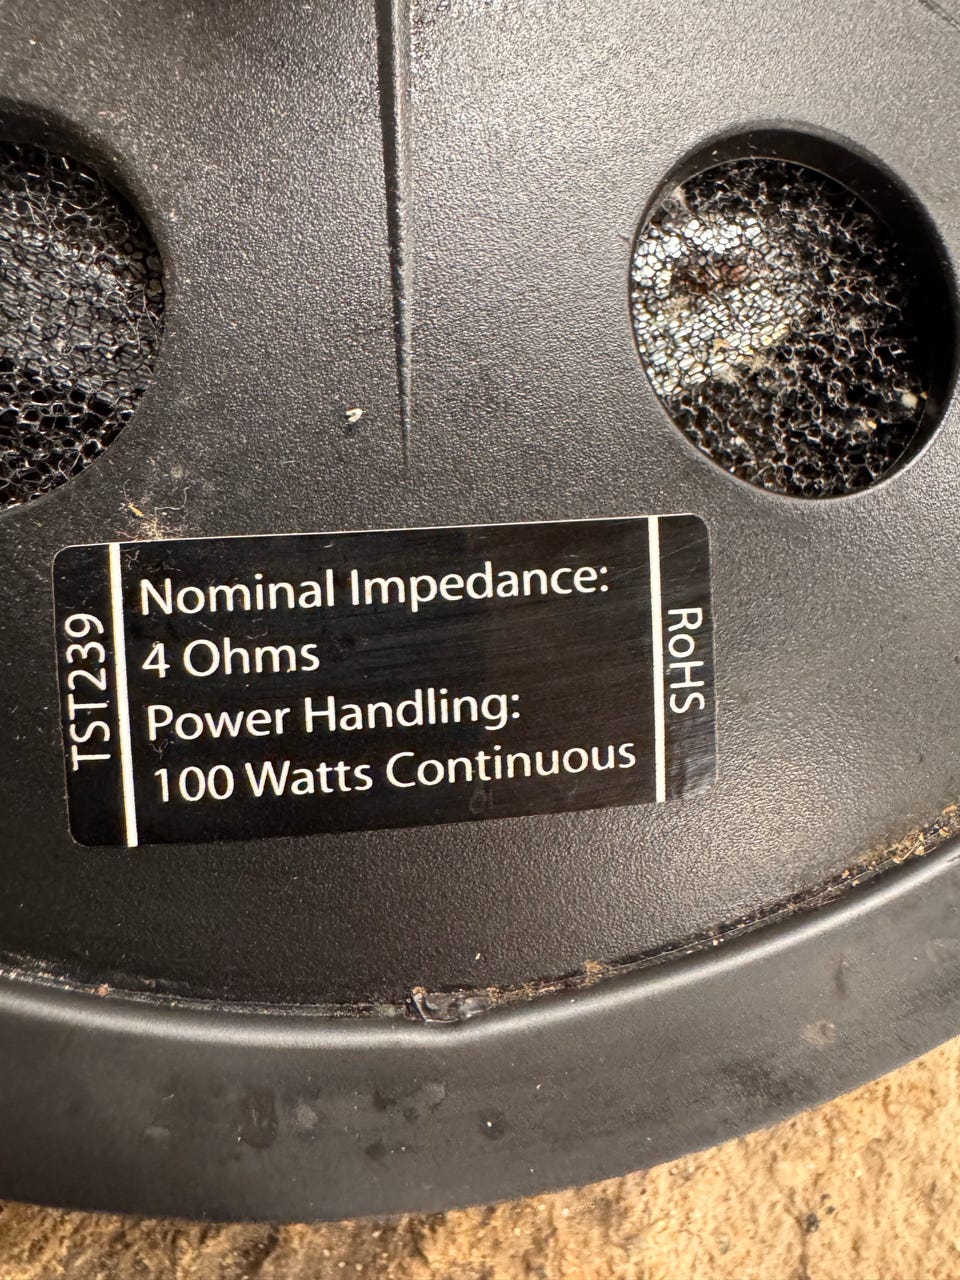 TST239
Nominal Impedance:
4 Ohms
Power Handling:
100 Watts Continuous
RoHS